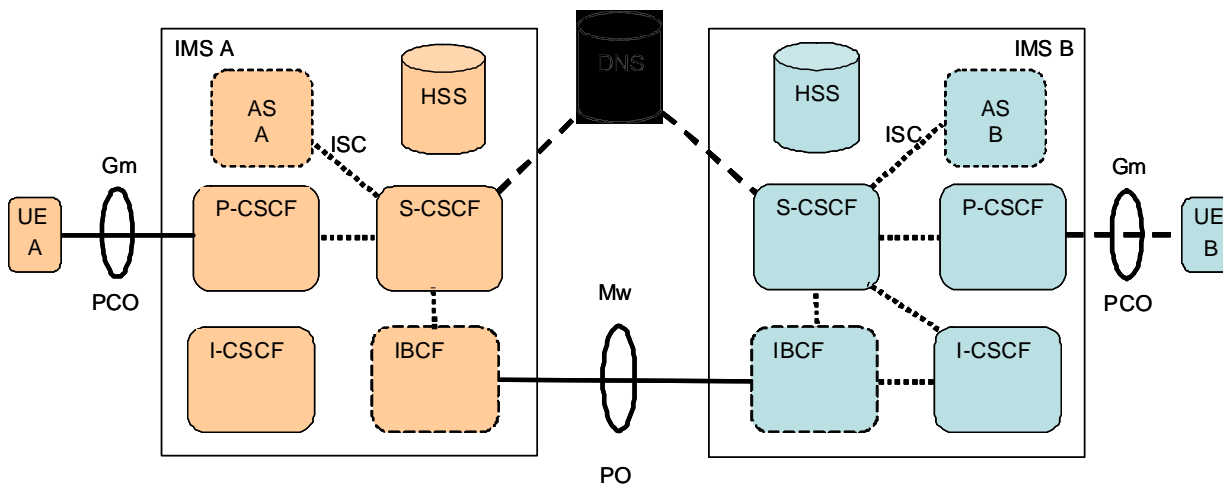 IMS A
DNS
IMS B
AS
A
HSS
HSS
AS
B
ISC
ISC
Gm
Gm
UE
A
P-CSCF
S-CSCF
S-CSCF
P-CSCF
UE
B
PCO
Mw
PCO
I-CSCF
IBCF
IBCF
I-CSCF
PO